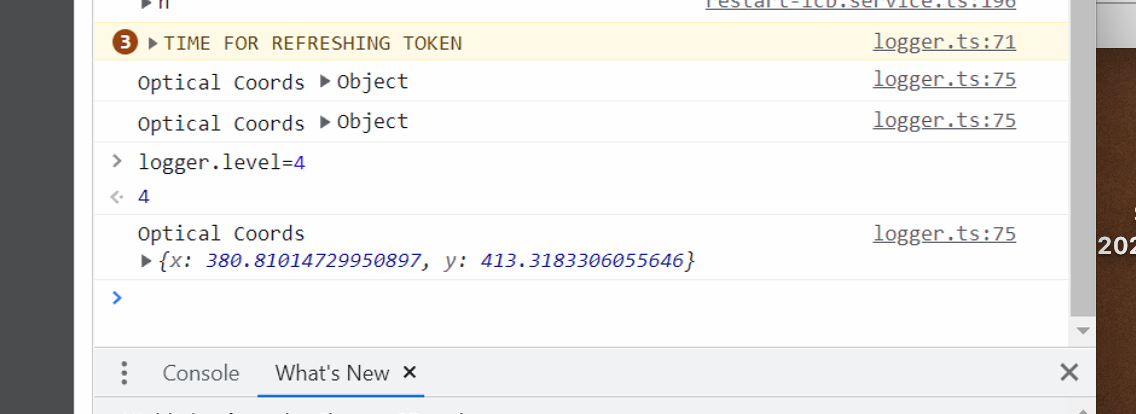 n restart-icb.service.ts:196
3 TIME FOR REFRESHING TOKEN logger.ts:71
Optical Coords Object logger.ts:75
Optical Coords Object logger.ts:75
logger.level=4
4
Optical Coords logger.ts:75
{x: 380.81014729950897, y: 413.3183306055646}
202
Console What's New